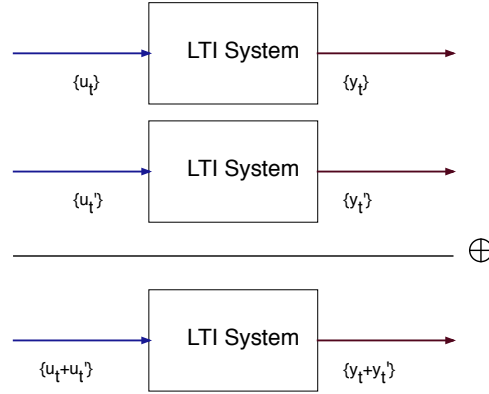 LTI System
{u_t} {y_t}
LTI System
{u_t'} {y_t'}
⊕
LTI System
{u_t+u_t'} {y_t+y_t'}